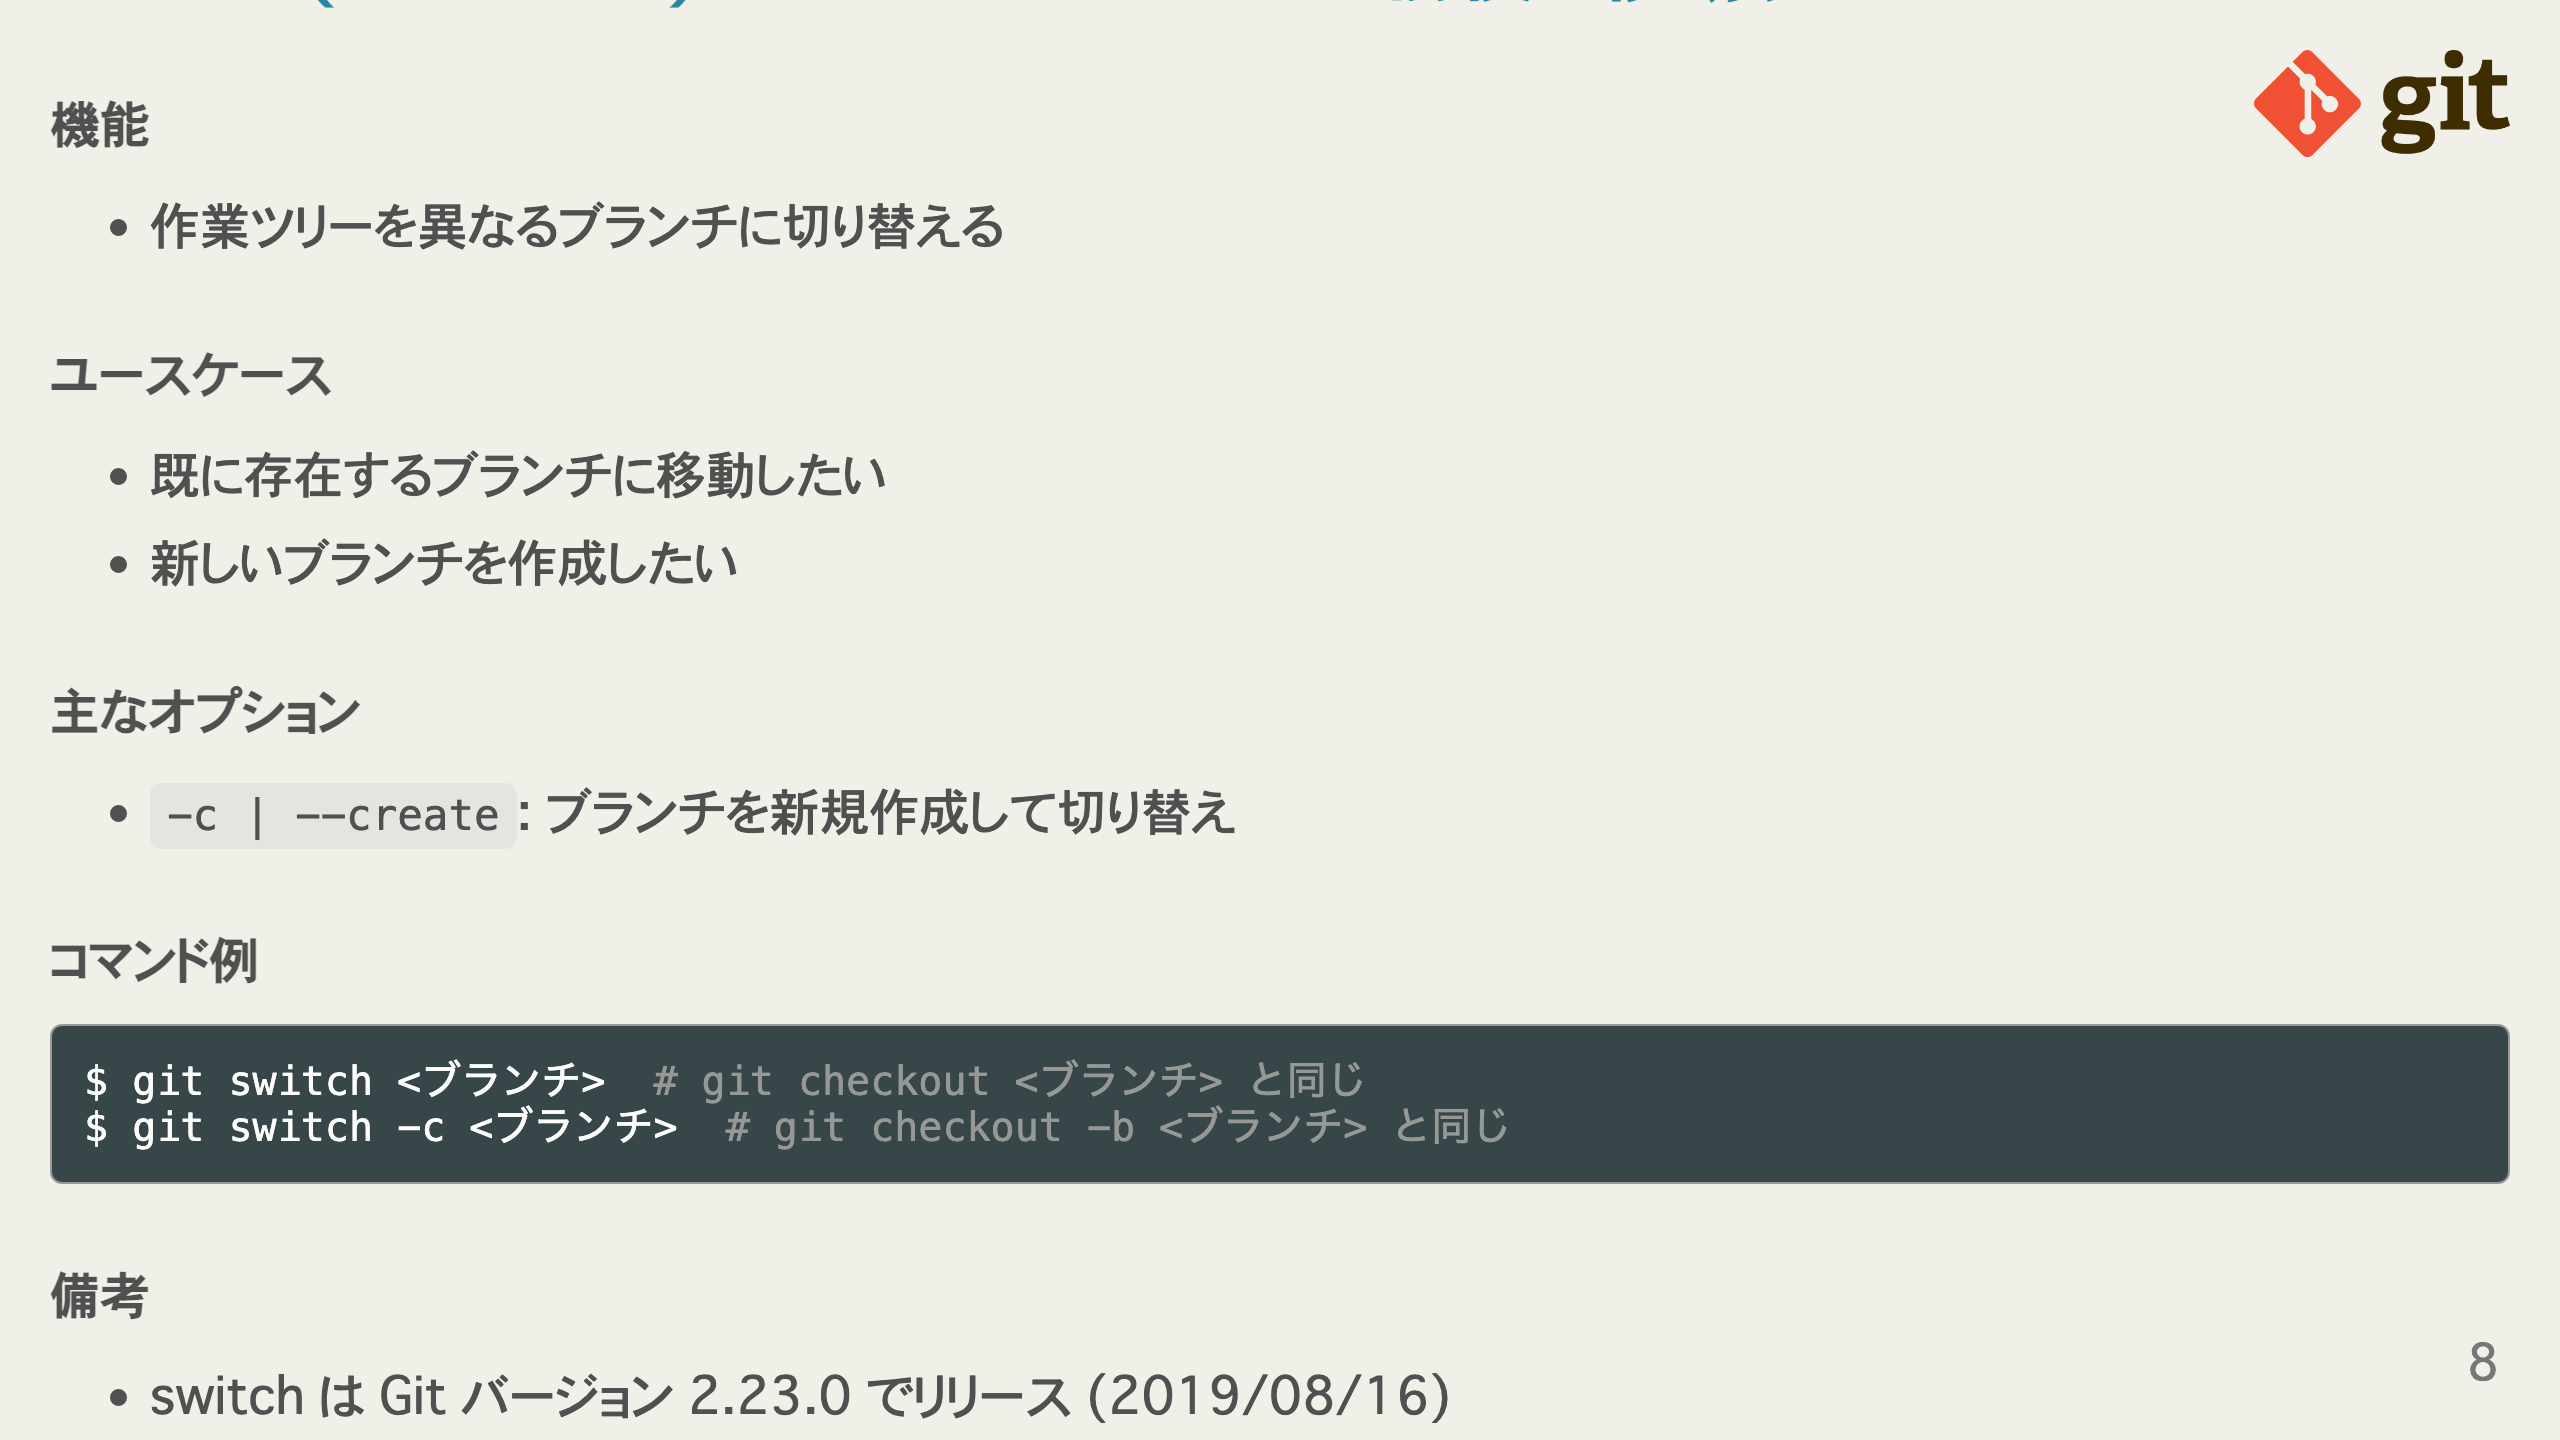 git
機能
• 作業ツリーを異なるブランチに切り替える
ユースケース
• 既に存在するブランチに移動したい
• 新しいブランチを作成したい
主なオプション
• -c | --create : ブランチを新規作成して切り替え
コマンド例
$ git switch <ブランチ>  # git checkout <ブランチ> と同じ
$ git switch -c <ブランチ>  # git checkout -b <ブランチ> と同じ
備考
• switch は Git バージョン 2.23.0 でリリース (2019/08/16)
8